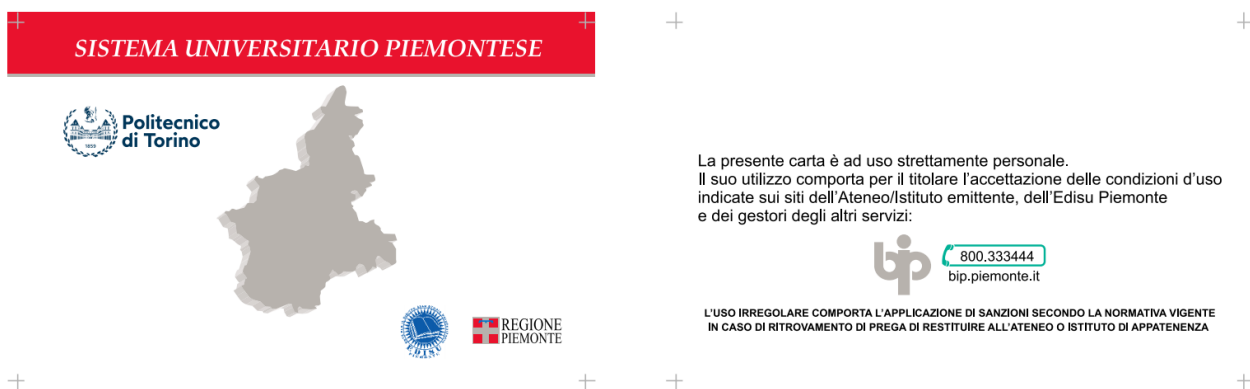 SISTEMA UNIVERSITARIO PIEMONTESE
Politecnico
di Torino
1859
EDISU
REGIONE
PIEMONTE
La presente carta è ad uso strettamente personale.
Il suo utilizzo comporta per il titolare l'accettazione delle condizioni d'uso
indicate sui siti dell'Ateneo/Istituto emittente, dell'Edisu Piemonte
e dei gestori degli altri servizi:
bip
800.333444
bip.piemonte.it
L'USO IRREGOLARE COMPORTA L'APPLICAZIONE DI SANZIONI SECONDO LA NORMATIVA VIGENTE
IN CASO DI RITROVAMENTO DI PREGA DI RESTITUIRE ALL'ATENEO O ISTITUTO DI APPATENENZA